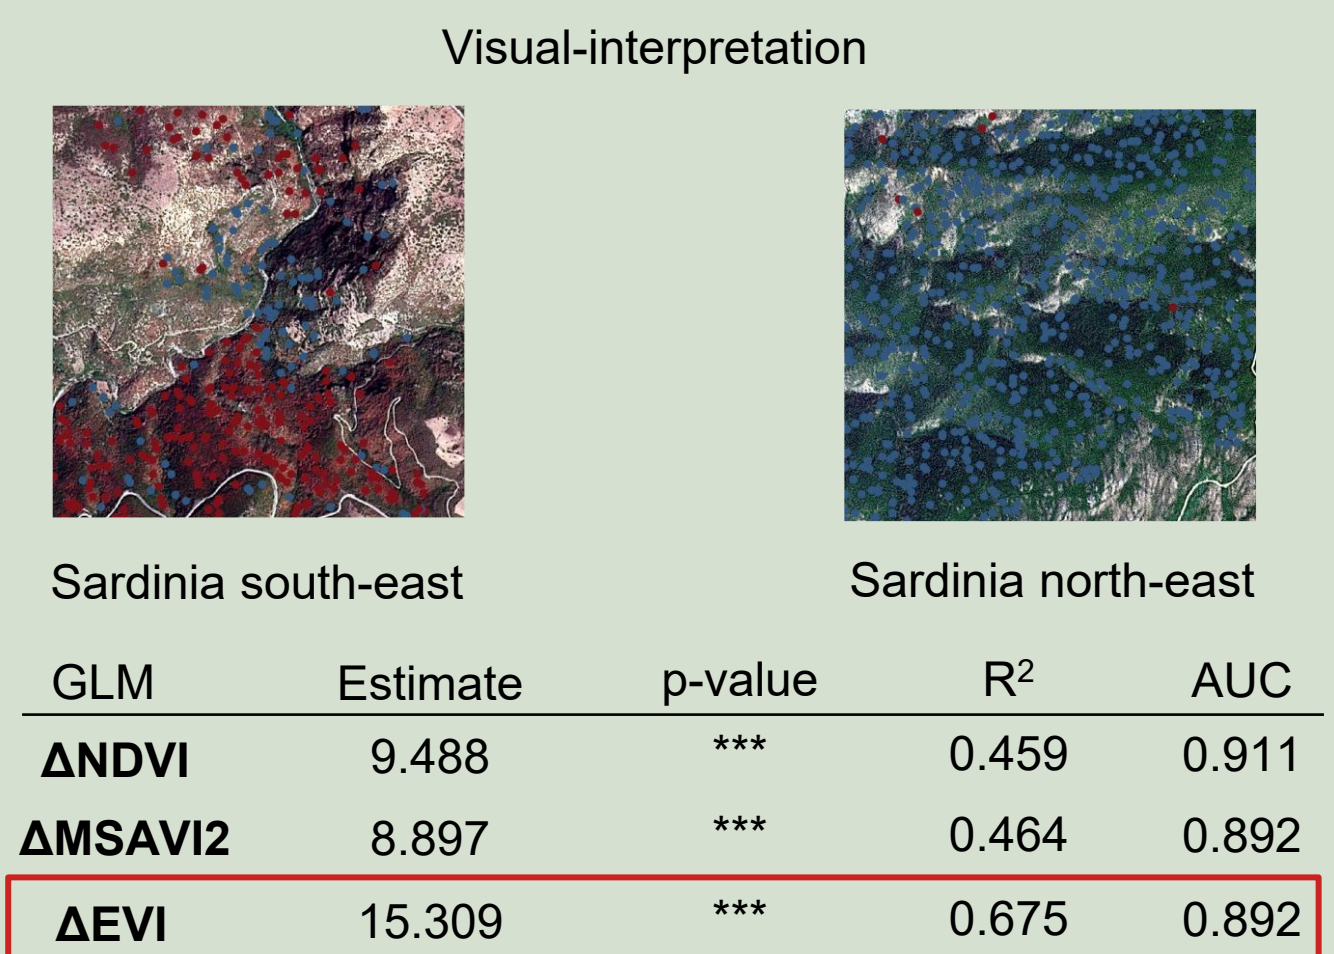 Visual-interpretation
Sardinia south-east
Sardinia north-east
GLM Estimate p-value R² AUC
ΔNDVI 9.488 *** 0.459 0.911
ΔMSAVI2 8.897 *** 0.464 0.892
ΔEVI 15.309 *** 0.675 0.892